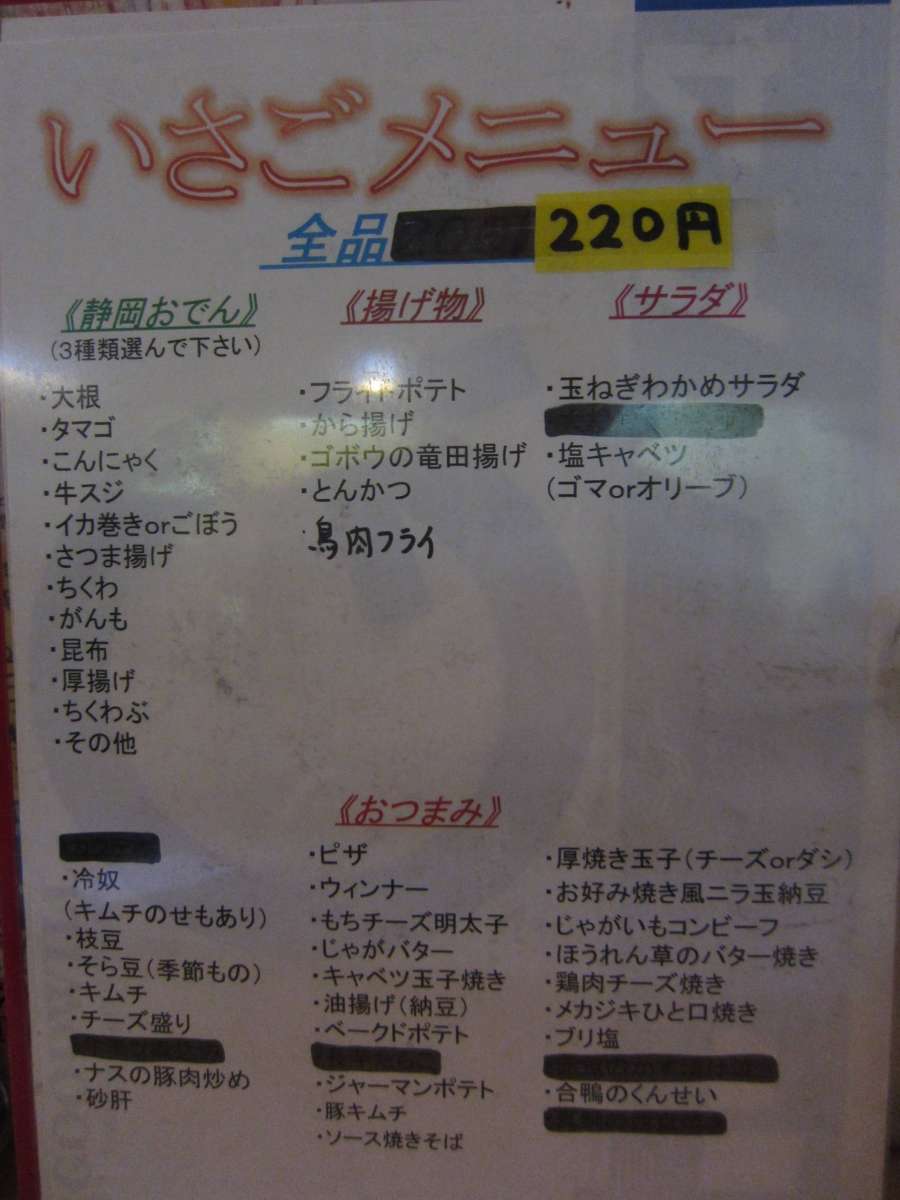 いさごメニュー
全品 220円
《静岡おでん》
(3種類選んで下さい)
・大根
・タマゴ
・こんにゃく
・牛スジ
・イカ巻きorごぼう
・さつま揚げ
・ちくわ
・がんも
・昆布
・厚揚げ
・ちくわぶ
・その他
《揚げ物》
・フライドポテト
・から揚げ
・ゴボウの竜田揚げ
・とんかつ
・鳥肉フライ
《サラダ》
・玉ねぎわかめサラダ
・塩キャベツ
(ゴマorオリーブ)
《おつまみ》
・冷奴
(キムチのせもあり)
・枝豆
・そら豆(季節もの)
・キムチ
・チーズ盛り
・ナスの豚肉炒め
・砂肝
・ピザ
・ウィンナー
・もちチーズ明太子
・じゃがバター
・キャベツ玉子焼き
・油揚げ(納豆)
・ベークドポテト
・ジャーマンポテト
・豚キムチ
・ソース焼きそば
・厚焼き玉子(チーズorダシ)
・お好み焼き風ニラ玉納豆
・じゃがいもコンビーフ
・ほうれん草のバター焼き
・鶏肉チーズ焼き
・メカジキひと口焼き
・ブリ塩
・合鴨のくんせい